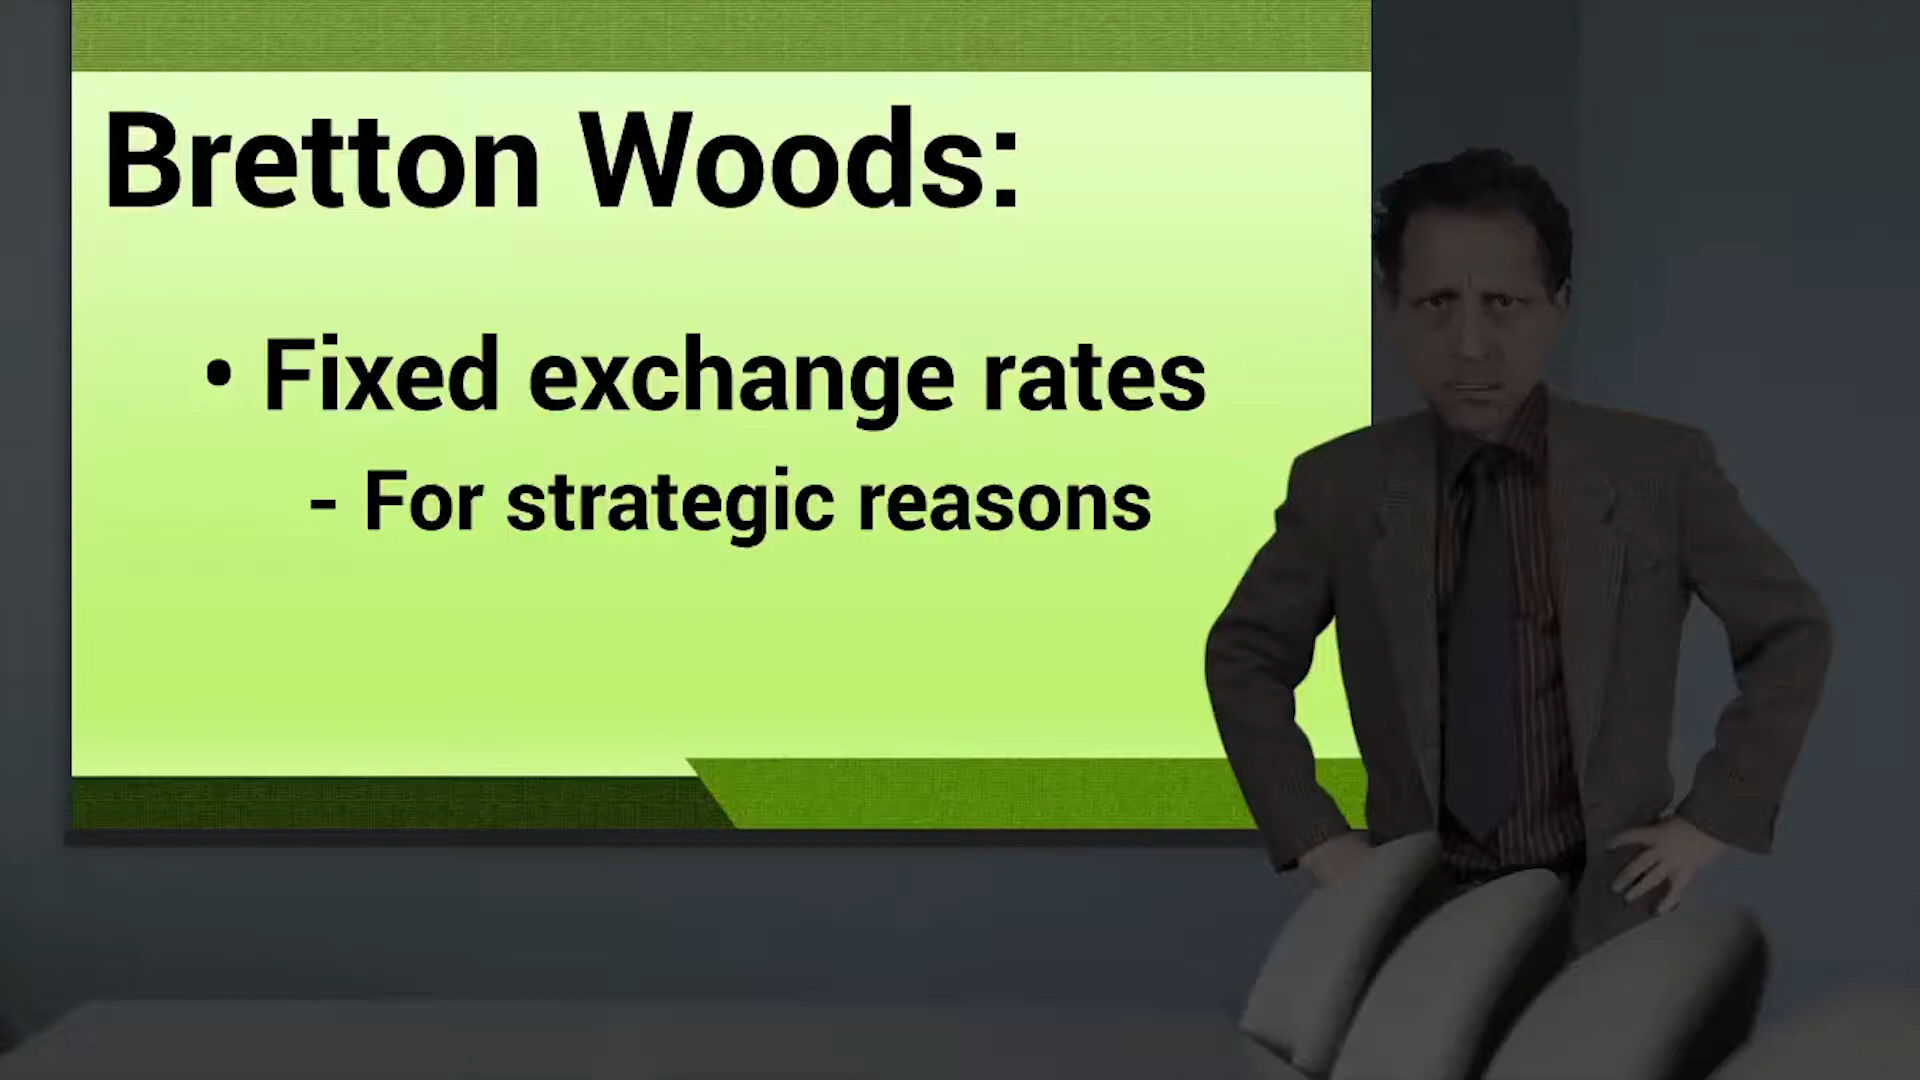 Bretton Woods:
• Fixed exchange rates
- For strategic reasons